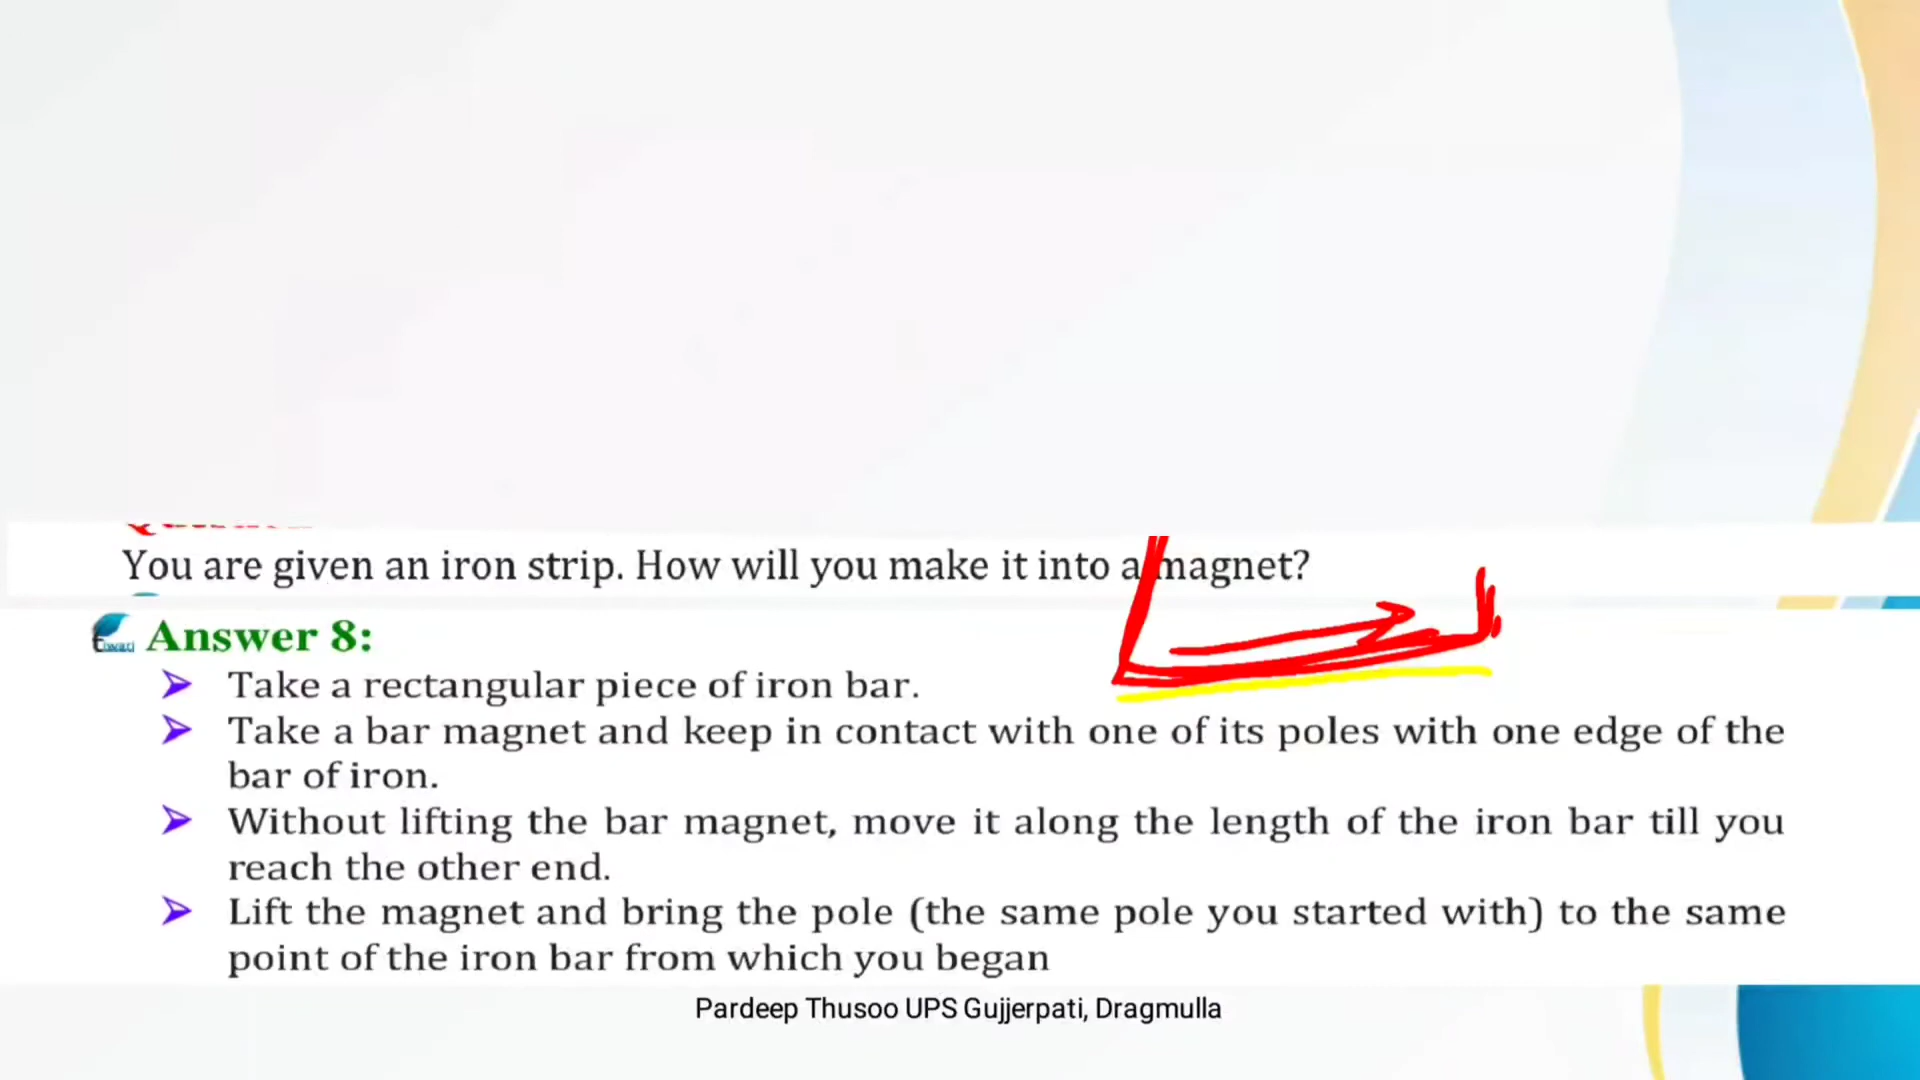 You are given an iron strip. How will you make it into a magnet?
Answer 8:
Take a rectangular piece of iron bar.
Take a bar magnet and keep in contact with one of its poles with one edge of the
bar of iron.
Without lifting the bar magnet, move it along the length of the iron bar till you
reach the other end.
Lift the magnet and bring the pole (the same pole you started with) to the same
point of the iron bar from which you began
Pardeep Thusoo UPS Gujjerpati, Dragmulla